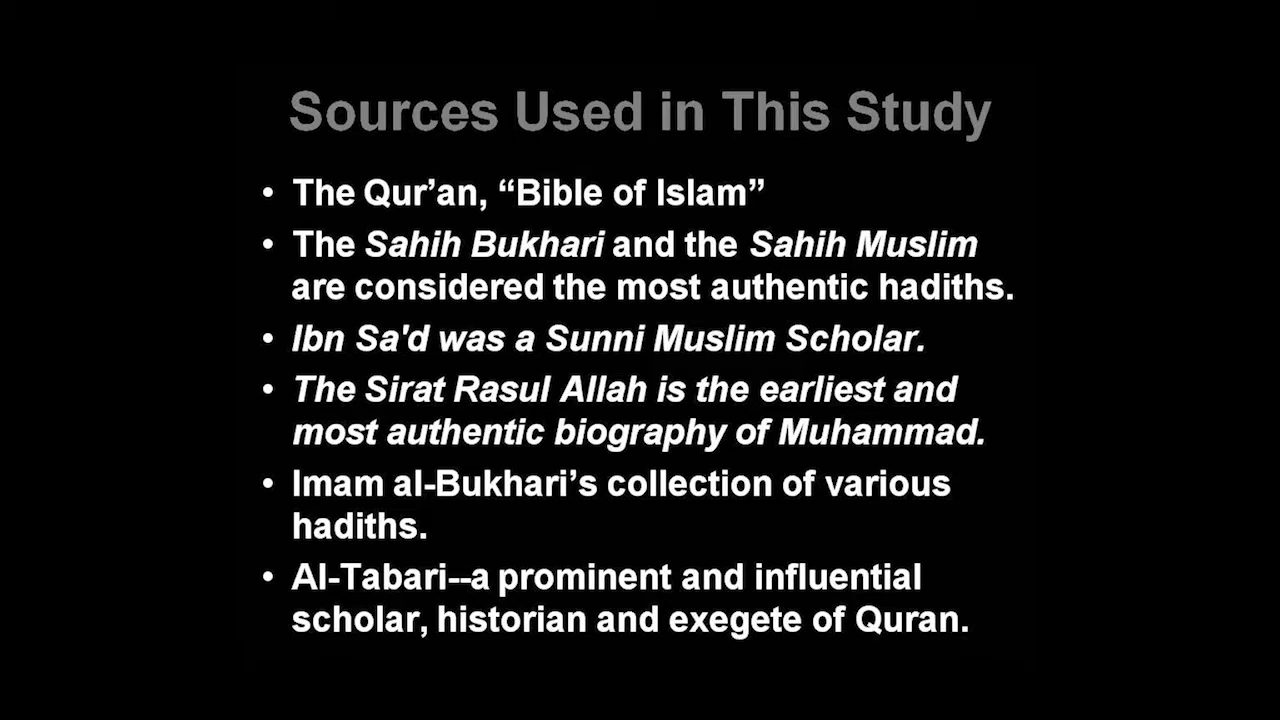 Sources Used in This Study
• The Qur’an, “Bible of Islam”
• The Sahih Bukhari and the Sahih Muslim
are considered the most authentic hadiths.
• Ibn Sa'd was a Sunni Muslim Scholar.
• The Sirat Rasul Allah is the earliest and
most authentic biography of Muhammad.
• Imam al-Bukhari’s collection of various
hadiths.
• Al-Tabari--a prominent and influential
scholar, historian and exegete of Quran.